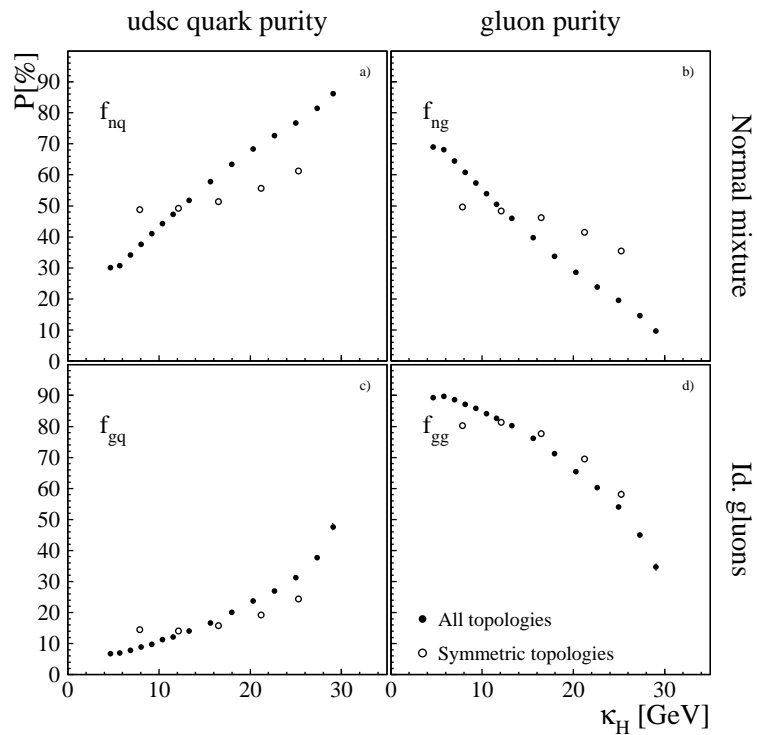 udsc quark purity
gluon purity
P[%]
a)
b)
90
80
70
60
50
40
30
20
10
0
f_nq
f_ng
Normal mixture
c)
d)
90
80
70
60
50
40
30
20
10
0
f_gq
f_gg
Id. gluons
All topologies
Symmetric topologies
0 10 20 30 0 10 20 30
κ_H [GeV]